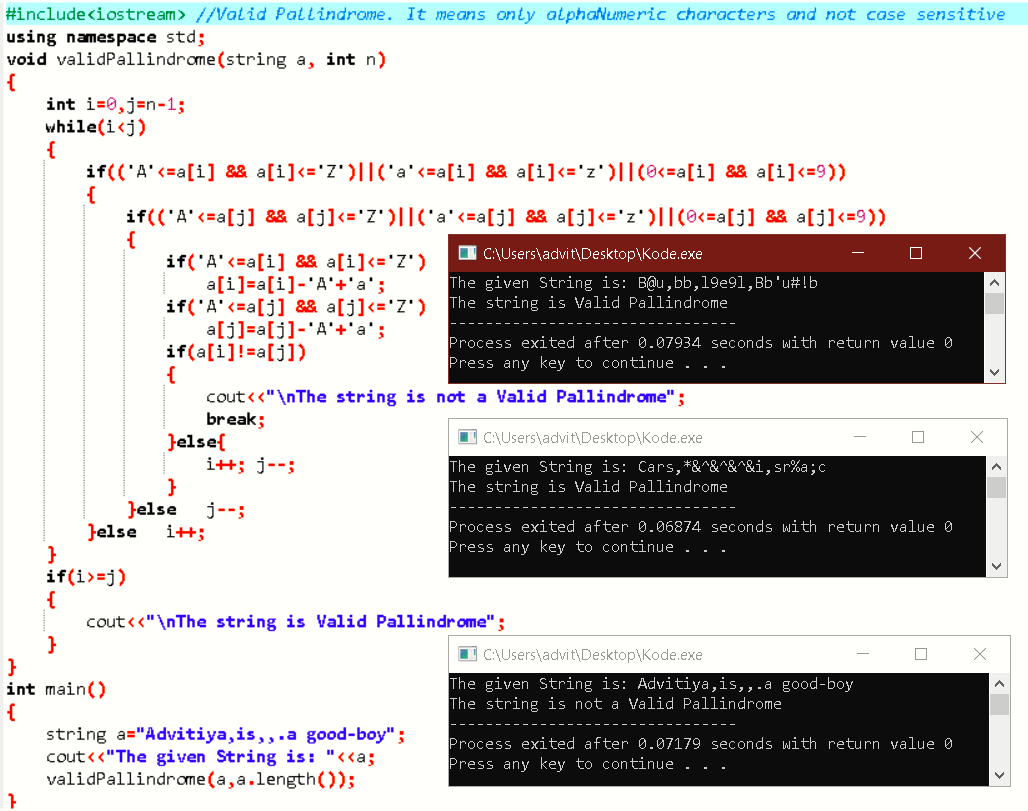 #include<iostream> //Valid Pallindrome. It means only alphaNumeric characters and not case sensitive
using namespace std;
void validPallindrome(string a, int n)
{
    int i=0,j=n-1;
    while(i<j)
    {
        if(('A'<=a[i] && a[i]<='Z')||('a'<=a[i] && a[i]<='z')||(0<=a[i] && a[i]<=9))
        {
            if(('A'<=a[j] && a[j]<='Z')||('a'<=a[j] && a[j]<='z')||(0<=a[j] && a[j]<=9))
            {
                if('A'<=a[i] && a[i]<='Z')
                    a[i]=a[i]-'A'+'a';
                if('A'<=a[j] && a[j]<='Z')
                    a[j]=a[j]-'A'+'a';
                if(a[i]!=a[j])
                {
                    cout<<"\nThe string is not a Valid Pallindrome";
                    break;
                }else{
                    i++; j--;
                }
            }else   j--;
        }else   i++;
    }
    if(i>=j)
    {
        cout<<"\nThe string is Valid Pallindrome";
    }
}
int main()
{
    string a="Advitiya,is,,.a good-boy";
    cout<<"The given String is: "<<a;
    validPallindrome(a,a.length());
}
C:\Users\advit\Desktop\Kode.exe
The given String is: B@u,bb,l9e9l,Bb'u#!b
The string is Valid Pallindrome
--------------------------------
Process exited after 0.07934 seconds with return value 0
Press any key to continue . . .
C:\Users\advit\Desktop\Kode.exe
The given String is: Cars,*&^&^&^&i,sr%a;c
The string is Valid Pallindrome
--------------------------------
Process exited after 0.06874 seconds with return value 0
Press any key to continue . . .
C:\Users\advit\Desktop\Kode.exe
The given String is: Advitiya,is,,.a good-boy
The string is not a Valid Pallindrome
--------------------------------
Process exited after 0.07179 seconds with return value 0
Press any key to continue . . .